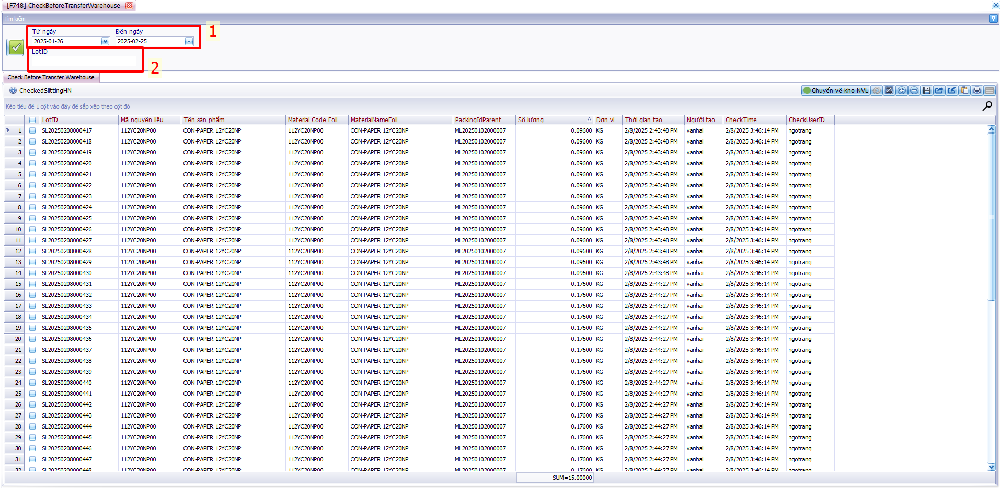 [F748] CheckBeforeTransferWarehouse
Tìm kiếm
Từ ngày Đến ngày 1
2025-01-26 2025-02-25
LotID
2
Check Before Transfer Warehouse
CheckedSlittingHN Chuyển về kho NVL
Kéo tiêu đề 1 cột vào đây để sắp xếp theo cột đó
LotID Mã nguyên liệu Tên sản phẩm Material Code Foil MaterialNameFoil PackingIdParent Số lượng Đơn vị Thời gian tạo Người tạo CheckTime CheckUserID
1 SL20250208000417 112YC20NP00 CON-PAPER 12YC20NP 112YC20NP00 CON-PAPER 12YC20NP ML20250102000007 0.09600 KG 2/8/2025 2:43:48 PM vanhai 2/8/2025 3:46:14 PM ngotrang
2 SL20250208000418 112YC20NP00 CON-PAPER 12YC20NP 112YC20NP00 CON-PAPER 12YC20NP ML20250102000007 0.09600 KG 2/8/2025 2:43:48 PM vanhai 2/8/2025 3:46:14 PM ngotrang
3 SL20250208000419 112YC20NP00 CON-PAPER 12YC20NP 112YC20NP00 CON-PAPER 12YC20NP ML20250102000007 0.09600 KG 2/8/2025 2:43:48 PM vanhai 2/8/2025 3:46:14 PM ngotrang
4 SL20250208000420 112YC20NP00 CON-PAPER 12YC20NP 112YC20NP00 CON-PAPER 12YC20NP ML20250102000007 0.09600 KG 2/8/2025 2:43:48 PM vanhai 2/8/2025 3:46:14 PM ngotrang
5 SL20250208000421 112YC20NP00 CON-PAPER 12YC20NP 112YC20NP00 CON-PAPER 12YC20NP ML20250102000007 0.09600 KG 2/8/2025 2:43:48 PM vanhai 2/8/2025 3:46:14 PM ngotrang
6 SL20250208000422 112YC20NP00 CON-PAPER 12YC20NP 112YC20NP00 CON-PAPER 12YC20NP ML20250102000007 0.09600 KG 2/8/2025 2:43:48 PM vanhai 2/8/2025 3:46:14 PM ngotrang
7 SL20250208000423 112YC20NP00 CON-PAPER 12YC20NP 112YC20NP00 CON-PAPER 12YC20NP ML20250102000007 0.09600 KG 2/8/2025 2:43:48 PM vanhai 2/8/2025 3:46:14 PM ngotrang
8 SL20250208000424 112YC20NP00 CON-PAPER 12YC20NP 112YC20NP00 CON-PAPER 12YC20NP ML20250102000007 0.09600 KG 2/8/2025 2:43:48 PM vanhai 2/8/2025 3:46:14 PM ngotrang
9 SL20250208000425 112YC20NP00 CON-PAPER 12YC20NP 112YC20NP00 CON-PAPER 12YC20NP ML20250102000007 0.09600 KG 2/8/2025 2:43:48 PM vanhai 2/8/2025 3:46:14 PM ngotrang
10 SL20250208000426 112YC20NP00 CON-PAPER 12YC20NP 112YC20NP00 CON-PAPER 12YC20NP ML20250102000007 0.09600 KG 2/8/2025 2:43:48 PM vanhai 2/8/2025 3:46:14 PM ngotrang
11 SL20250208000427 112YC20NP00 CON-PAPER 12YC20NP 112YC20NP00 CON-PAPER 12YC20NP ML20250102000007 0.09600 KG 2/8/2025 2:43:48 PM vanhai 2/8/2025 3:46:14 PM ngotrang
12 SL20250208000428 112YC20NP00 CON-PAPER 12YC20NP 112YC20NP00 CON-PAPER 12YC20NP ML20250102000007 0.09600 KG 2/8/2025 2:43:48 PM vanhai 2/8/2025 3:46:14 PM ngotrang
13 SL20250208000429 112YC20NP00 CON-PAPER 12YC20NP 112YC20NP00 CON-PAPER 12YC20NP ML20250102000007 0.09600 KG 2/8/2025 2:43:48 PM vanhai 2/8/2025 3:46:14 PM ngotrang
14 SL20250208000430 112YC20NP00 CON-PAPER 12YC20NP 112YC20NP00 CON-PAPER 12YC20NP ML20250102000007 0.09600 KG 2/8/2025 2:43:48 PM vanhai 2/8/2025 3:46:14 PM ngotrang
15 SL20250208000431 112YC20NP00 CON-PAPER 12YC20NP 112YC20NP00 CON-PAPER 12YC20NP ML20250102000007 0.17600 KG 2/8/2025 2:44:27 PM vanhai 2/8/2025 3:46:14 PM ngotrang
16 SL20250208000432 112YC20NP00 CON-PAPER 12YC20NP 112YC20NP00 CON-PAPER 12YC20NP ML20250102000007 0.17600 KG 2/8/2025 2:44:27 PM vanhai 2/8/2025 3:46:14 PM ngotrang
17 SL20250208000433 112YC20NP00 CON-PAPER 12YC20NP 112YC20NP00 CON-PAPER 12YC20NP ML20250102000007 0.17600 KG 2/8/2025 2:44:27 PM vanhai 2/8/2025 3:46:14 PM ngotrang
18 SL20250208000434 112YC20NP00 CON-PAPER 12YC20NP 112YC20NP00 CON-PAPER 12YC20NP ML20250102000007 0.17600 KG 2/8/2025 2:44:27 PM vanhai 2/8/2025 3:46:14 PM ngotrang
19 SL20250208000435 112YC20NP00 CON-PAPER 12YC20NP 112YC20NP00 CON-PAPER 12YC20NP ML20250102000007 0.17600 KG 2/8/2025 2:44:27 PM vanhai 2/8/2025 3:46:14 PM ngotrang
20 SL20250208000436 112YC20NP00 CON-PAPER 12YC20NP 112YC20NP00 CON-PAPER 12YC20NP ML20250102000007 0.17600 KG 2/8/2025 2:44:27 PM vanhai 2/8/2025 3:46:14 PM ngotrang
21 SL20250208000437 112YC20NP00 CON-PAPER 12YC20NP 112YC20NP00 CON-PAPER 12YC20NP ML20250102000007 0.17600 KG 2/8/2025 2:44:27 PM vanhai 2/8/2025 3:46:14 PM ngotrang
22 SL20250208000438 112YC20NP00 CON-PAPER 12YC20NP 112YC20NP00 CON-PAPER 12YC20NP ML20250102000007 0.17600 KG 2/8/2025 2:44:27 PM vanhai 2/8/2025 3:46:14 PM ngotrang
23 SL20250208000439 112YC20NP00 CON-PAPER 12YC20NP 112YC20NP00 CON-PAPER 12YC20NP ML20250102000007 0.17600 KG 2/8/2025 2:44:27 PM vanhai 2/8/2025 3:46:14 PM ngotrang
24 SL20250208000440 112YC20NP00 CON-PAPER 12YC20NP 112YC20NP00 CON-PAPER 12YC20NP ML20250102000007 0.17600 KG 2/8/2025 2:44:27 PM vanhai 2/8/2025 3:46:14 PM ngotrang
25 SL20250208000441 112YC20NP00 CON-PAPER 12YC20NP 112YC20NP00 CON-PAPER 12YC20NP ML20250102000007 0.17600 KG 2/8/2025 2:44:27 PM vanhai 2/8/2025 3:46:14 PM ngotrang
26 SL20250208000442 112YC20NP00 CON-PAPER 12YC20NP 112YC20NP00 CON-PAPER 12YC20NP ML20250102000007 0.17600 KG 2/8/2025 2:44:27 PM vanhai 2/8/2025 3:46:14 PM ngotrang
27 SL20250208000443 112YC20NP00 CON-PAPER 12YC20NP 112YC20NP00 CON-PAPER 12YC20NP ML20250102000007 0.17600 KG 2/8/2025 2:44:27 PM vanhai 2/8/2025 3:46:14 PM ngotrang
28 SL20250208000444 112YC20NP00 CON-PAPER 12YC20NP 112YC20NP00 CON-PAPER 12YC20NP ML20250102000007 0.17600 KG 2/8/2025 2:44:27 PM vanhai 2/8/2025 3:46:14 PM ngotrang
29 SL20250208000445 112YC20NP00 CON-PAPER 12YC20NP 112YC20NP00 CON-PAPER 12YC20NP ML20250102000007 0.17600 KG 2/8/2025 2:44:27 PM vanhai 2/8/2025 3:46:14 PM ngotrang
30 SL20250208000446 112YC20NP00 CON-PAPER 12YC20NP 112YC20NP00 CON-PAPER 12YC20NP ML20250102000007 0.17600 KG 2/8/2025 2:44:27 PM vanhai 2/8/2025 3:46:14 PM ngotrang
31 SL20250208000447 112YC20NP00 CON-PAPER 12YC20NP 112YC20NP00 CON-PAPER 12YC20NP ML20250102000007 0.17600 KG 2/8/2025 2:44:27 PM vanhai 2/8/2025 3:46:14 PM ngotrang
32 SL20250208000448 112YC20NP00 CON-PAPER 12YC20NP 112YC20NP00 CON-PAPER 12YC20NP ML20250102000007 0.17600 KG 2/8/2025 2:44:27 PM vanhai 2/8/2025 3:46:14 PM ngotrang
SUM=15.00000